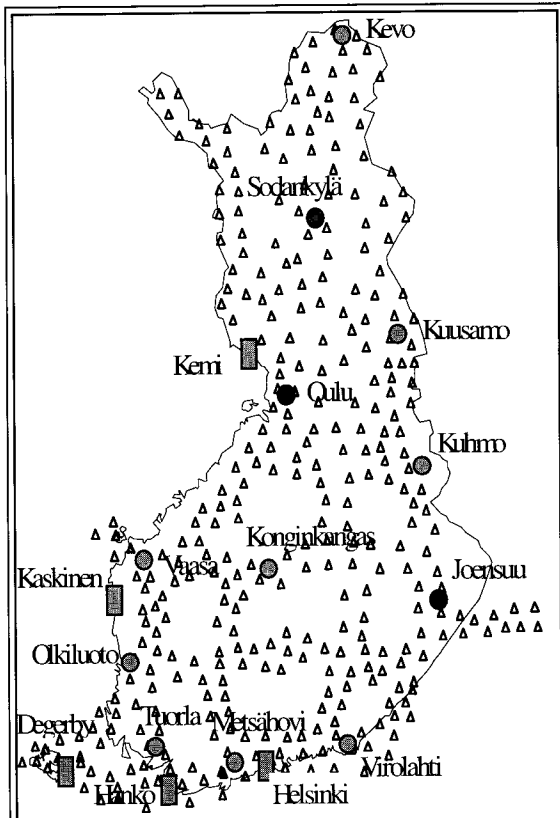 Kevo
Sodankylä
Kuusamo
Kemi
Oulu
Kuhmo
Konginkangas
Vaasa
Joensuu
Kaskinen
Olkiluoto
Degerby
Tuorla
Metsähovi
Virolahti
Hanko
Helsinki